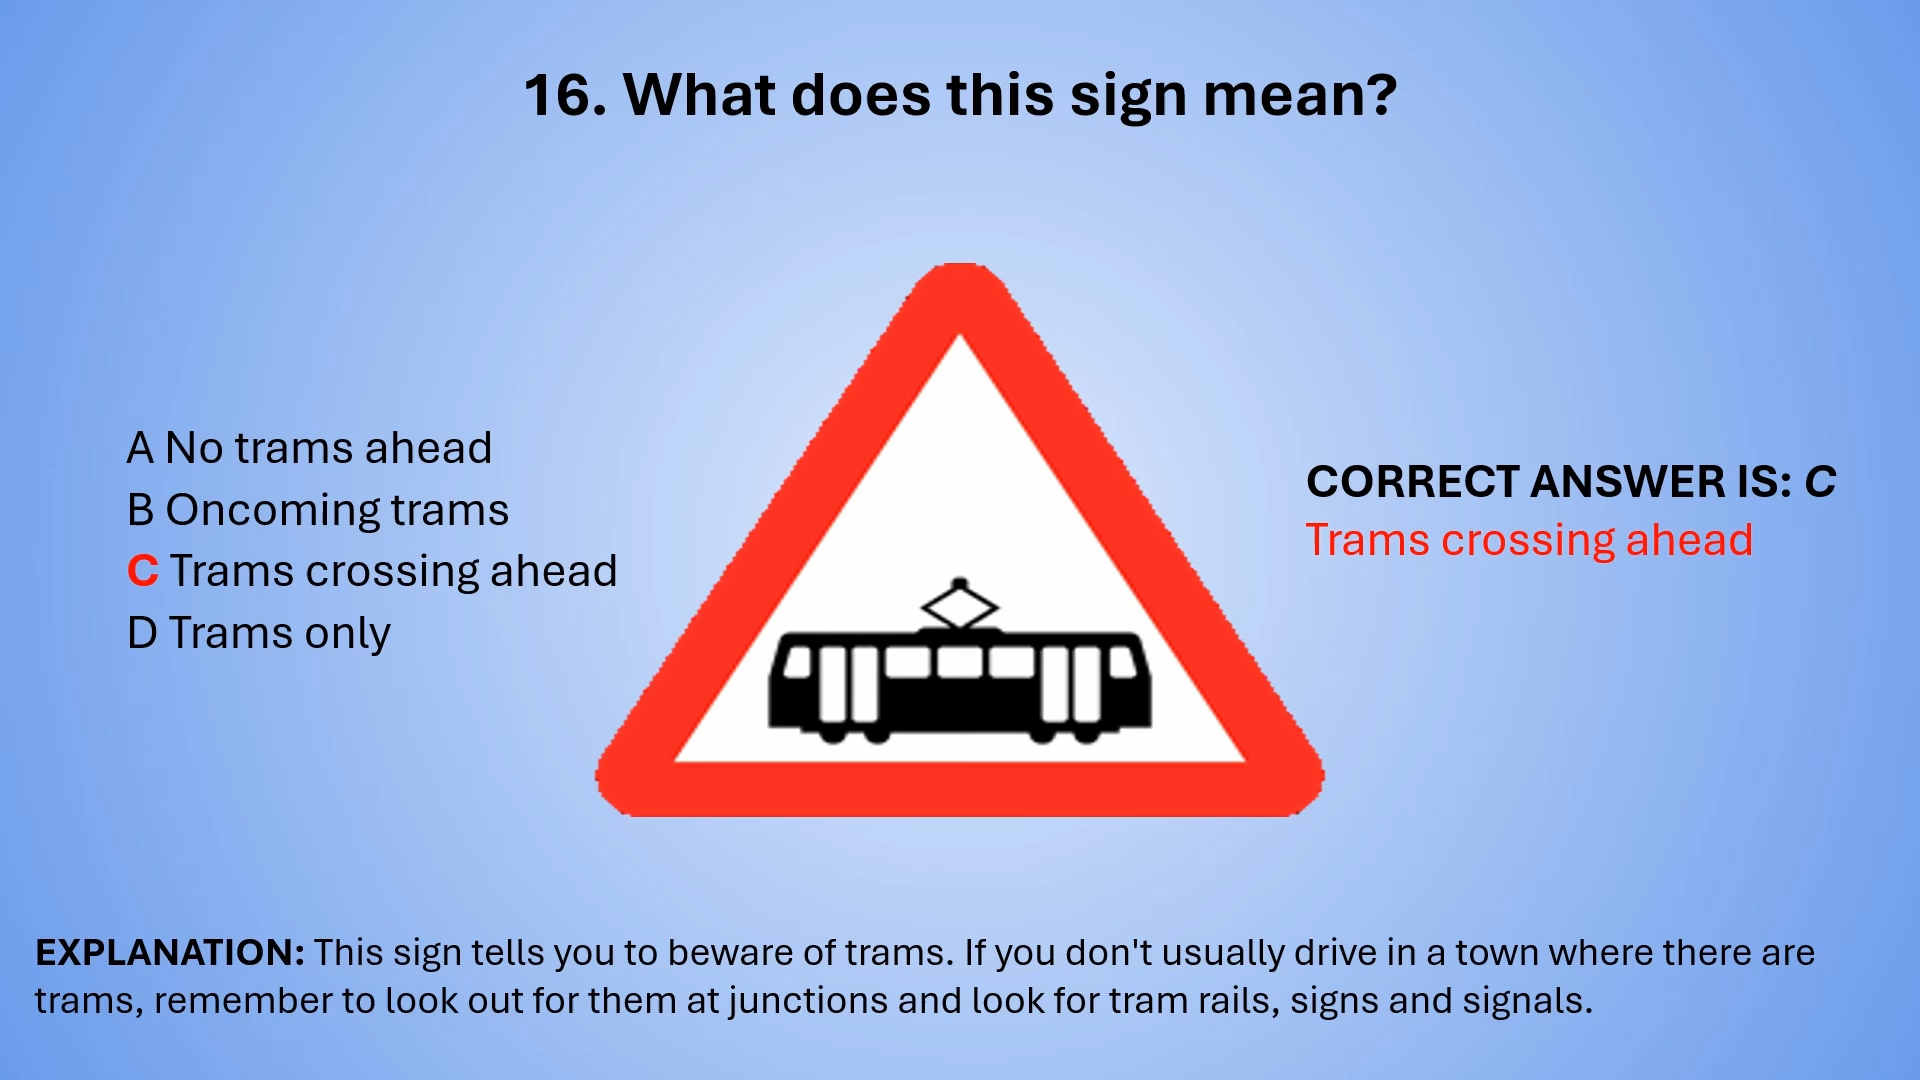 16. What does this sign mean?
A No trams ahead
B Oncoming trams
C Trams crossing ahead
D Trams only
CORRECT ANSWER IS: C
Trams crossing ahead
EXPLANATION: This sign tells you to beware of trams. If you don't usually drive in a town where there are
trams, remember to look out for them at junctions and look for tram rails, signs and signals.